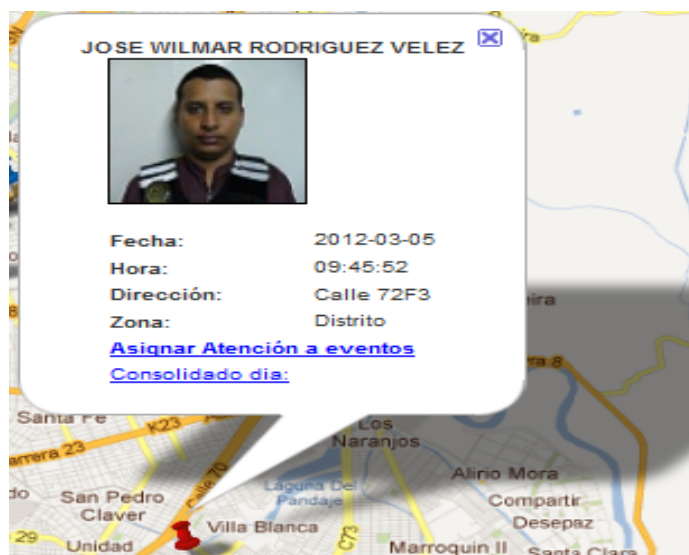 JOSE WILMAR RODRIGUEZ VELEZ
Fecha: 2012-03-05
Hora: 09:45:52
Dirección: Calle 72F3
Zona: Distrito
Asignar Atención a eventos
Consolidado dia:
Santa Fe
K23
Los
Naranjos
Calle 70
Laguna Del
Pandaje
Alirio Mora
San Pedro
Claver
Compartir
Desepaz
Villa Blanca
29
Unidad
C73
Marroquin II
Santa Clara